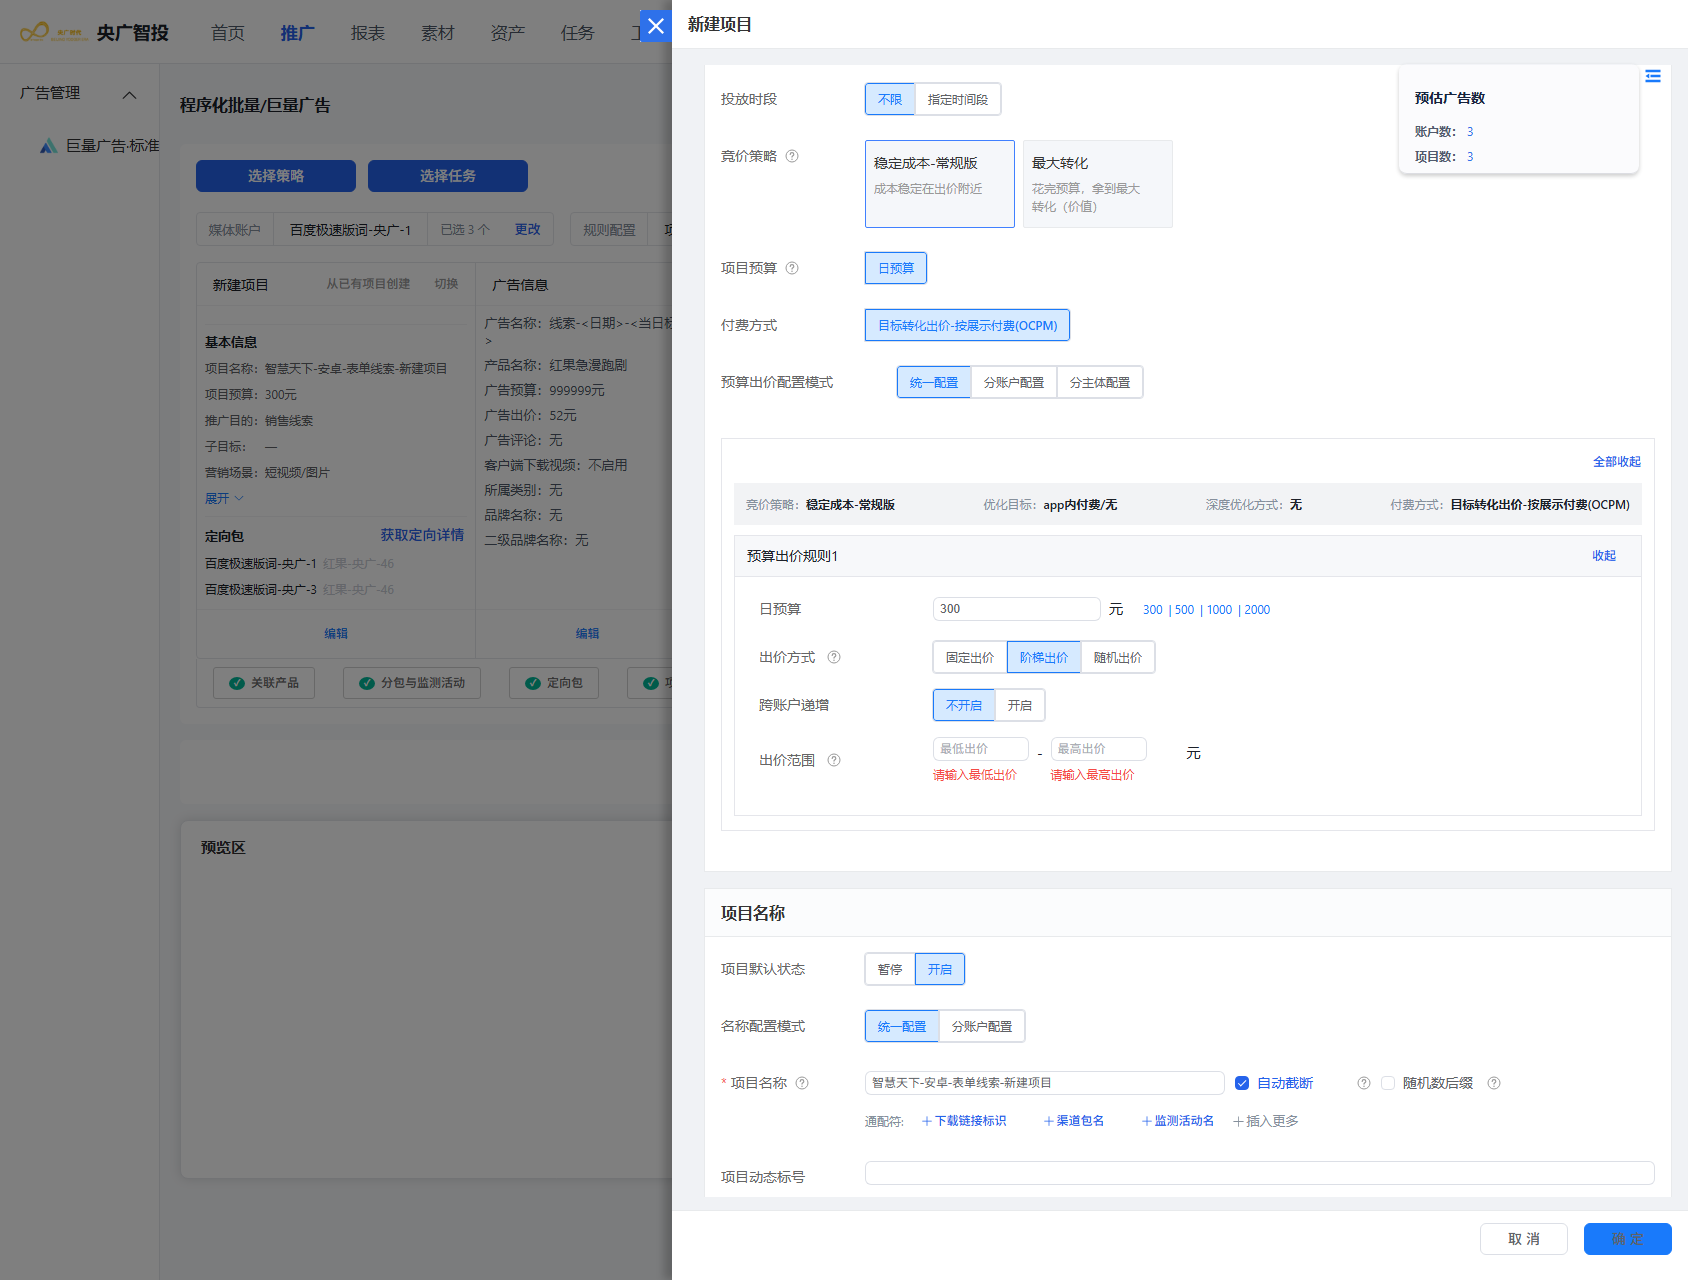 央广智投
首页
推广
报表
素材
资产
任务
广告管理
巨量广告·标准
程序化批量/巨量广告
选择策略
选择任务
媒体账户
百度极速版词-央广-1
已选 3 个
更改
规则配置
新建项目
从已有项目创建
切换
广告信息
基本信息
项目名称：智慧天下-安卓-表单线索-新建项目
项目预算：300元
推广目的：销售线索
子目标： —
营销场景：短视频/图片
展开
定向包
获取定向详情
百度极速版词-央广-1 红果-央广-46
百度极速版词-央广-3 红果-央广-46
编辑
广告名称：线索-<日期>-<当日标
>
产品名称：红果急漫跑剧
广告预算：999999元
广告出价：52元
广告评论：无
客户端下载视频：不启用
所属类别：无
品牌名称：无
二级品牌名称：无
编辑
关联产品
分包与监测活动
定向包
预览区
新建项目
投放时段
不限
指定时间段
预估广告数
账户数： 3
项目数： 3
竞价策略
稳定成本-常规版
成本稳定在出价附近
最大转化
花完预算，拿到最大
转化（价值）
项目预算
日预算
付费方式
目标转化出价-按展示付费(OCPM)
预算出价配置模式
统一配置
分账户配置
分主体配置
全部收起
竞价策略：稳定成本-常规版
优化目标：app内付费/无
深度优化方式：无
付费方式：目标转化出价-按展示付费(OCPM)
预算出价规则1
收起
日预算
300
元
300 | 500 | 1000 | 2000
出价方式
固定出价
阶梯出价
随机出价
跨账户递增
不开启
开启
出价范围
最低出价
-
最高出价
元
请输入最低出价
请输入最高出价
项目名称
项目默认状态
暂停
开启
名称配置模式
统一配置
分账户配置
* 项目名称
智慧天下-安卓-表单线索-新建项目
自动截断
随机数后缀
通配符:
+下载链接标识
+渠道包名
+监测活动名
+插入更多
项目动态标号
取 消
确 定